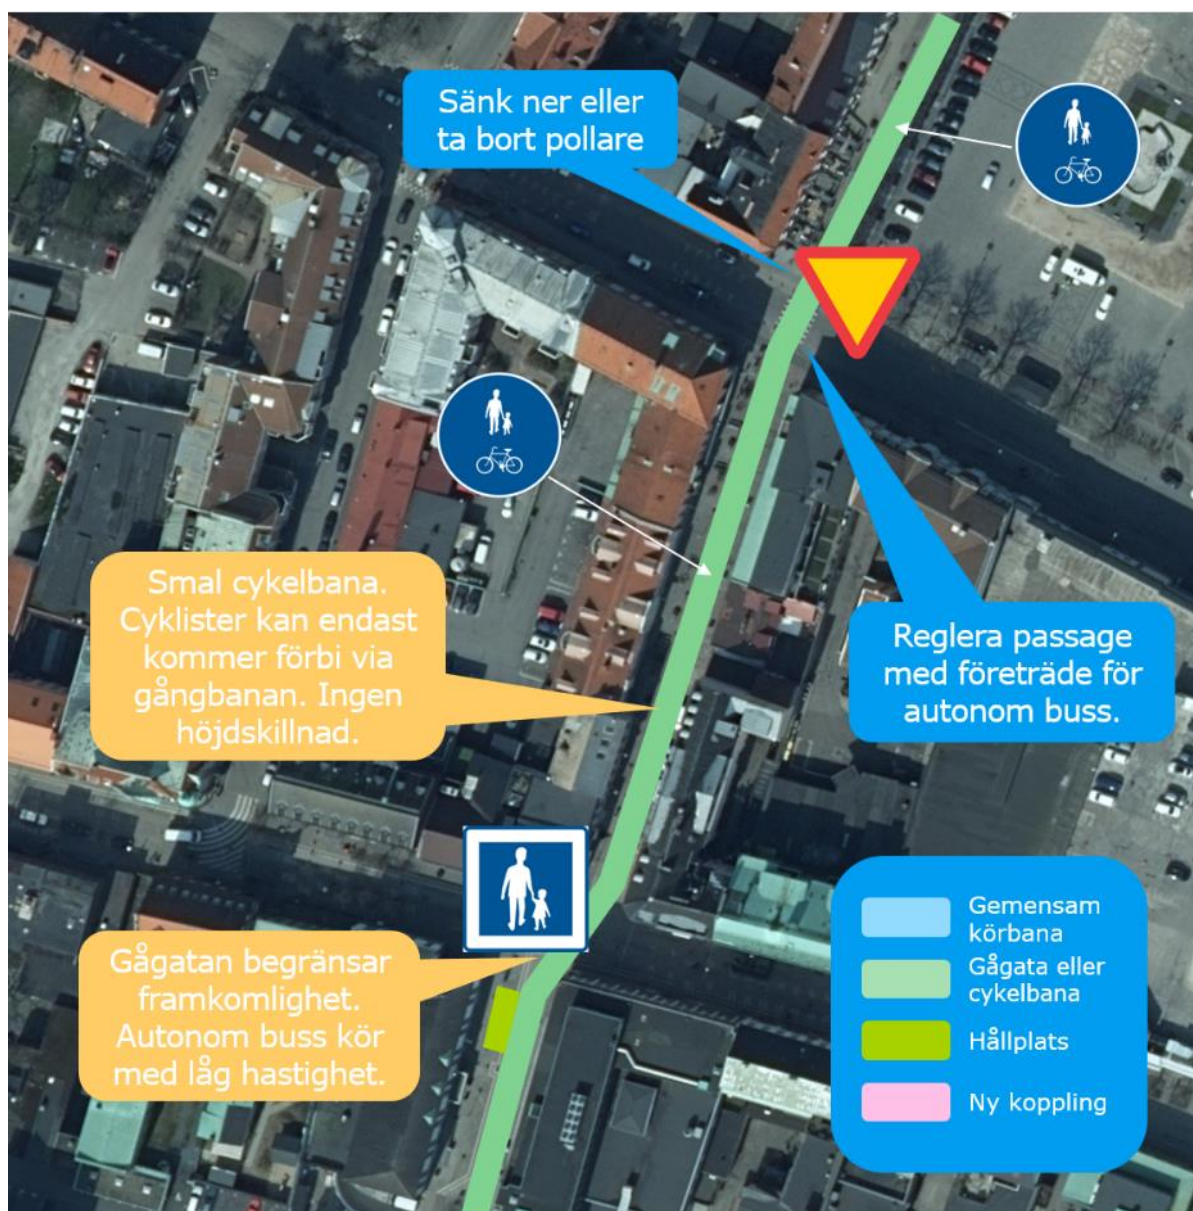 Sänk ner eller
ta bort pollare
Smal cykelbana.
Cyklister kan endast
kommer förbi via
gångbanan. Ingen
höjdskillnad.
Reglera passage
med företräde för
autonom buss.
Gågatan begränsar
framkomlighet.
Autonom buss kör
med låg hastighet.
Gemensam
körbana
Gågata eller
cykelbana
Hållplats
Ny koppling